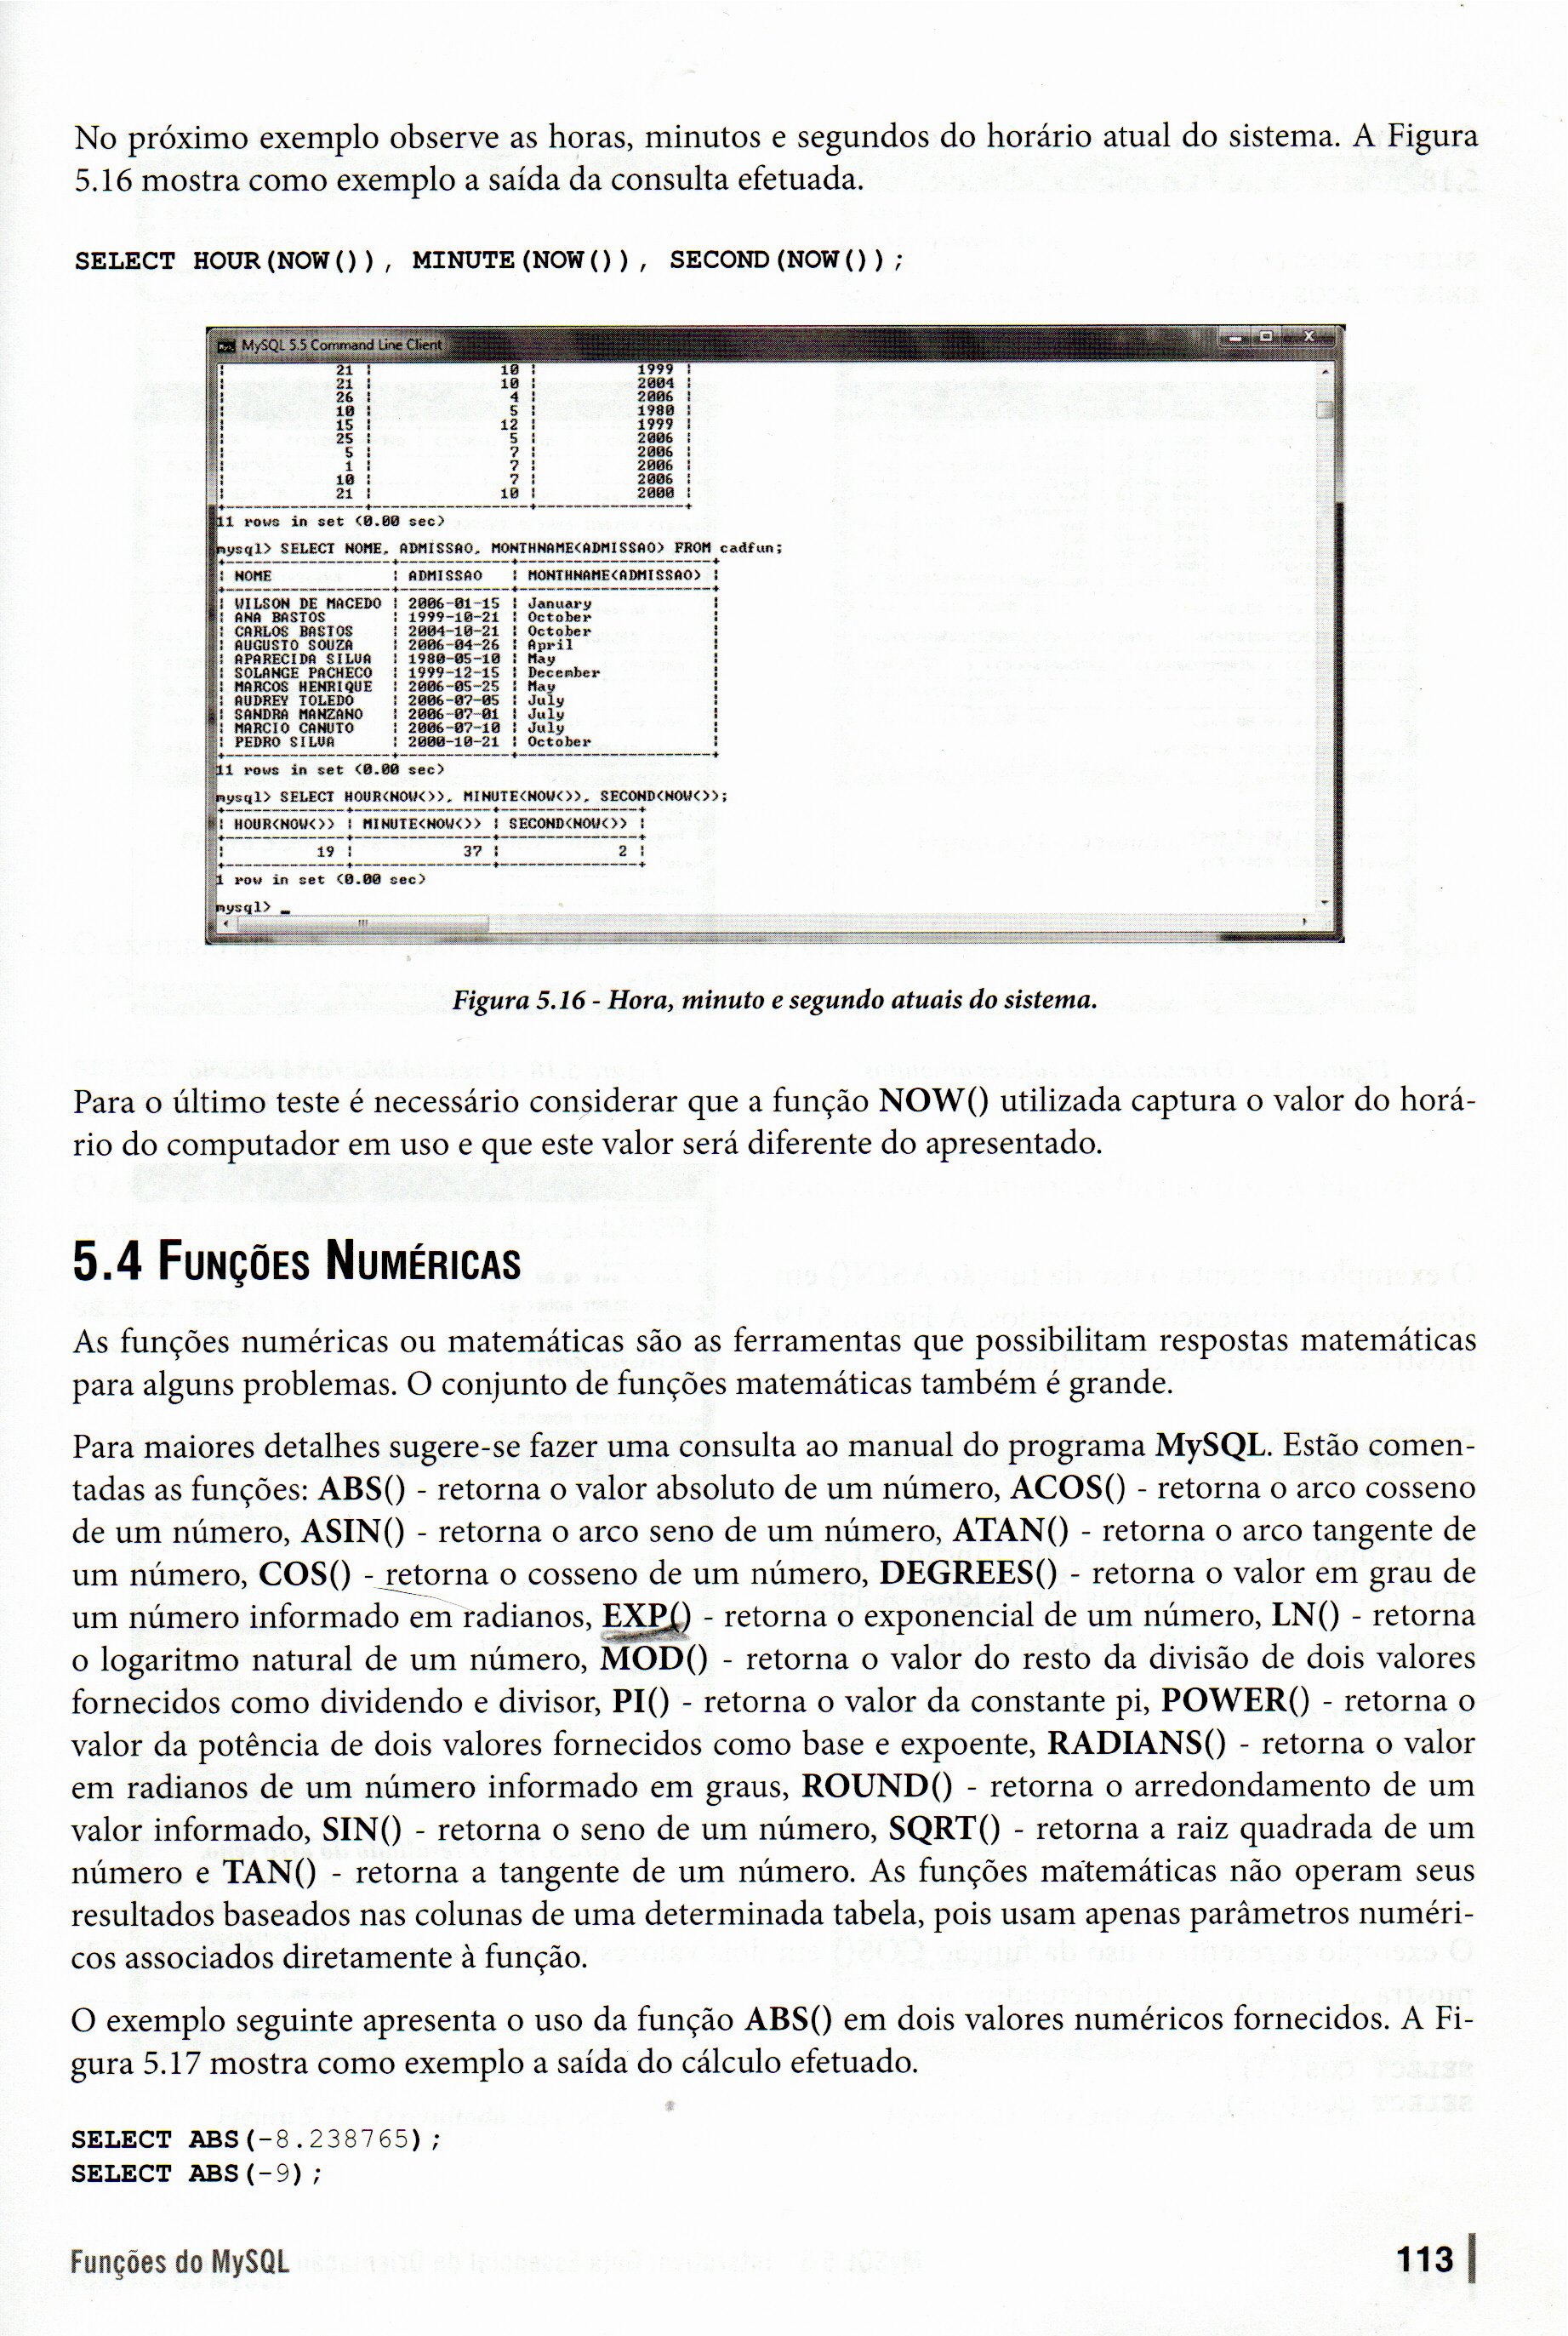 No próximo exemplo observe as horas, minutos e segundos do horário atual do sistema. A Figura
5.16 mostra como exemplo a saída da consulta efetuada.
SELECT HOUR(NOW()), MINUTE(NOW()), SECOND(NOW());
MySQL 5.5 Command Line Client
| 21 | 10 | 1999 |
| 21 | 10 | 2004 |
| 26 | 4 | 2006 |
| 10 | 5 | 1980 |
| 15 | 12 | 1999 |
| 25 | 5 | 2006 |
| 5 | 7 | 2006 |
| 1 | 7 | 2006 |
| 10 | 7 | 2006 |
| 21 | 10 | 2000 |
11 rows in set (0.00 sec)
mysql> SELECT NOME, ADMISSAO, MONTHNAME(ADMISSAO) FROM cadfun;
| NOME | ADMISSAO | MONTHNAME(ADMISSAO) |
| WILSON DE MACEDO | 2006-01-15 | January |
| ANA BASTOS | 1999-10-21 | October |
| CARLOS BASTOS | 2004-10-21 | October |
| AUGUSTO SOUZA | 2006-04-26 | April |
| APARECIDA SILVA | 1980-05-10 | May |
| SOLANGE PACHECO | 1999-12-15 | December |
| MARCOS HENRIQUE | 2006-05-25 | May |
| AUDREY TOLEDO | 2006-07-05 | July |
| SANDRA MANZANO | 2006-07-01 | July |
| MARCIO CANUTO | 2006-07-10 | July |
| PEDRO SILVA | 2000-10-21 | October |
11 rows in set (0.00 sec)
mysql> SELECT HOUR(NOW()), MINUTE(NOW()), SECOND(NOW());
| HOUR(NOW()) | MINUTE(NOW()) | SECOND(NOW()) |
| 19 | 37 | 2 |
1 row in set (0.00 sec)
mysql> _
Figura 5.16 - Hora, minuto e segundo atuais do sistema.
Para o último teste é necessário considerar que a função NOW() utilizada captura o valor do horá-
rio do computador em uso e que este valor será diferente do apresentado.
5.4 FUNÇÕES NUMÉRICAS
As funções numéricas ou matemáticas são as ferramentas que possibilitam respostas matemáticas
para alguns problemas. O conjunto de funções matemáticas também é grande.
Para maiores detalhes sugere-se fazer uma consulta ao manual do programa MySQL. Estão comen-
tadas as funções: ABS() - retorna o valor absoluto de um número, ACOS() - retorna o arco cosseno
de um número, ASIN() - retorna o arco seno de um número, ATAN() - retorna o arco tangente de
um número, COS() - retorna o cosseno de um número, DEGREES() - retorna o valor em grau de
um número informado em radianos, EXP() - retorna o exponencial de um número, LN() - retorna
o logaritmo natural de um número, MOD() - retorna o valor do resto da divisão de dois valores
fornecidos como dividendo e divisor, PI() - retorna o valor da constante pi, POWER() - retorna o
valor da potência de dois valores fornecidos como base e expoente, RADIANS() - retorna o valor
em radianos de um número informado em graus, ROUND() - retorna o arredondamento de um
valor informado, SIN() - retorna o seno de um número, SQRT() - retorna a raiz quadrada de um
número e TAN() - retorna a tangente de um número. As funções matemáticas não operam seus
resultados baseados nas colunas de uma determinada tabela, pois usam apenas parâmetros numéri-
cos associados diretamente à função.
O exemplo seguinte apresenta o uso da função ABS() em dois valores numéricos fornecidos. A Fi-
gura 5.17 mostra como exemplo a saída do cálculo efetuado.
SELECT ABS(-8.238765);
SELECT ABS(-9);
Funções do MySQL
113